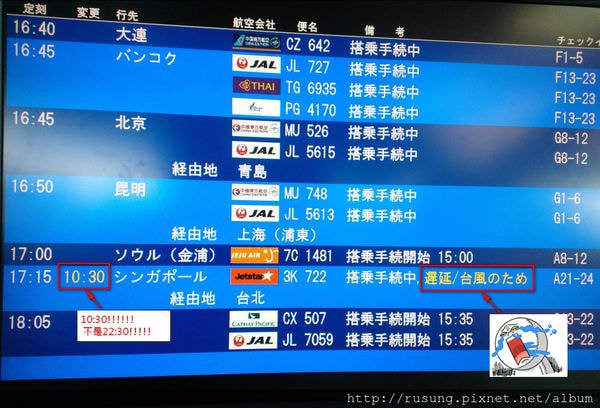 定刻 変更 行先 航空会社 便名 備考 チェックイ
16:40 大連 CZ 642 搭乗手続中 F1-5
16:45 バンコク JAL JL 727 搭乗手続中 F13-23
THAI TG 6935 搭乗手続中 F13-23
PG 4170 搭乗手続中 F13-23
16:45 北京 MU 526 搭乗手続中 G8-12
JAL JL 5615 搭乗手続中 G8-12
経由地 青島
16:50 昆明 MU 748 搭乗手続中 G1-6
JAL JL 5613 搭乗手続中 G1-6
経由地 上海（浦東）
17:00 ソウル（金浦） JEJU AIR 7C 1481 搭乗手続開始 15:00 A8-12
17:15 10:30 シンガポール Jetstar 3K 722 搭乗手続中,遅延/台風のため A21-24
経由地 台北
10:30!!!!!!
不是22:30!!!!!
18:05 CATHAY PACIFIC CX 507 搭乗手続開始 15:35 3-22
JAL JL 7059 搭乗手続開始 15:35 3-22
http://rusung.pixnet.net/album